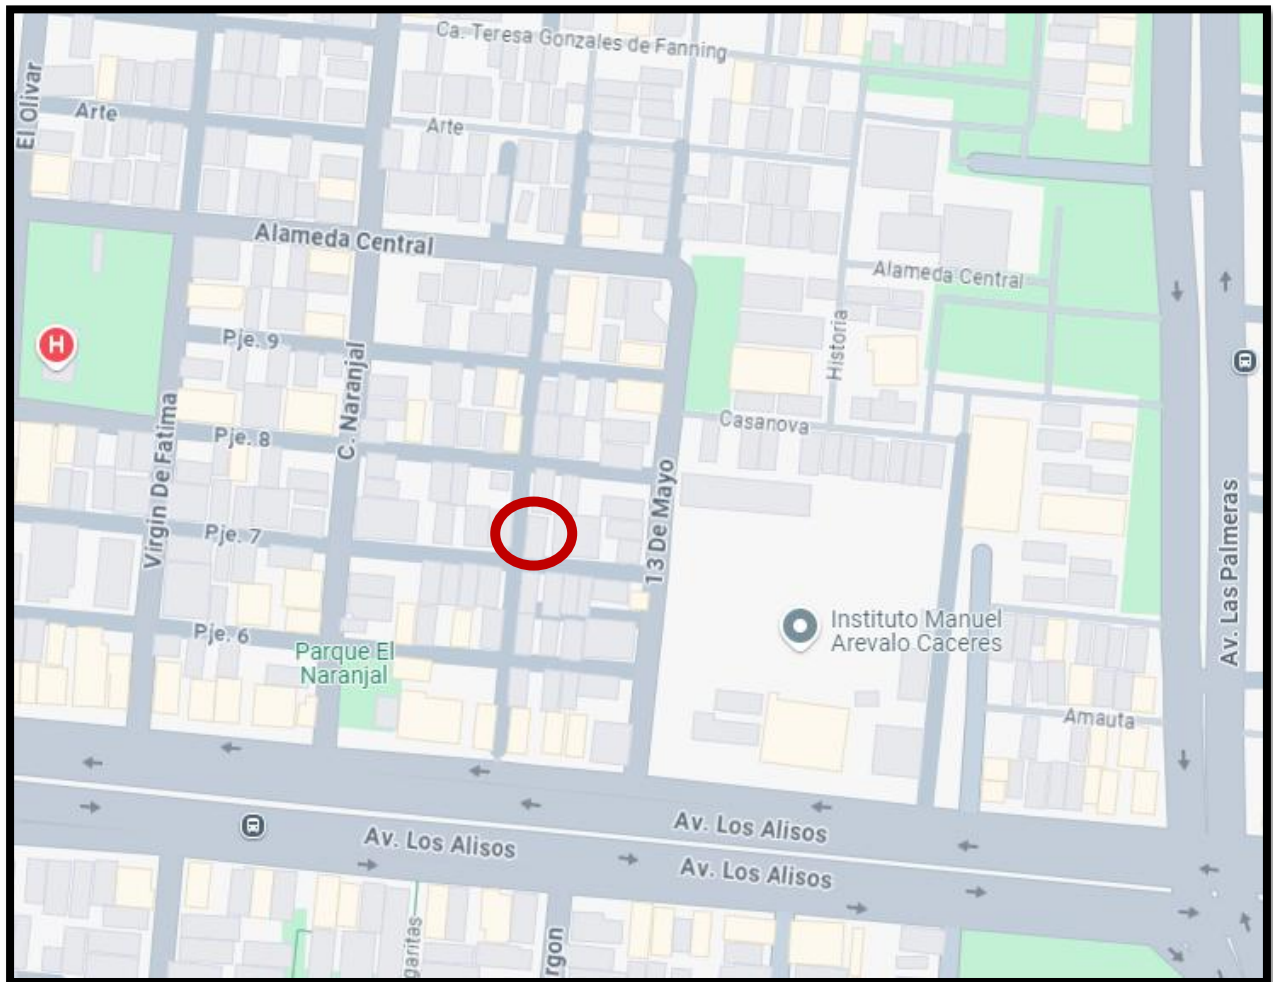 Ca. Teresa Gonzales de Fanning
El Olivar
Arte
Arte
Alameda Central
Alameda Central
H
Pje. 9
Historia
C. Naranjal
Virgin De Fatima
Pje. 8
Casanova
13 De Mayo
Av. Las Palmeras
Pje. 7
Instituto Manuel
Arevalo Caceres
Pje. 6
Parque El
Naranjal
Amauta
Av. Los Alisos
Av. Los Alisos
Av. Los Alisos
garitas
rgon